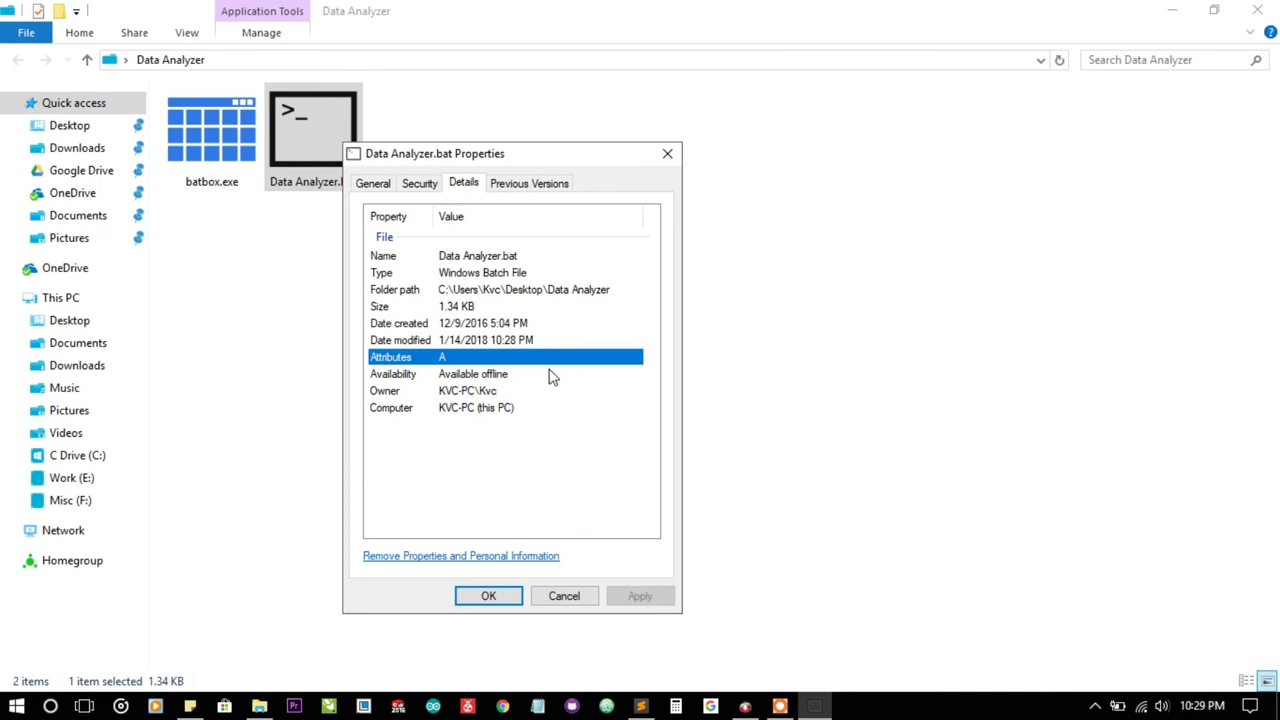 Application Tools
Data Analyzer
File
Home
Share
View
Manage
Data Analyzer
Search Data Analyzer
Quick access
Desktop
Downloads
Google Drive
OneDrive
Documents
Pictures
OneDrive
This PC
Desktop
Documents
Downloads
Music
Pictures
Videos
C Drive (C:)
Work (E:)
Misc (F:)
Network
Homegroup
>_
batbox.exe
Data Analyzer.
Data Analyzer.bat Properties
General
Security
Details
Previous Versions
Property Value
File
Name Data Analyzer.bat
Type Windows Batch File
Folder path C:\Users\Kvc\Desktop\Data Analyzer
Size 1.34 KB
Date created 12/9/2016 5:04 PM
Date modified 1/14/2018 10:28 PM
Attributes A
Availability Available offline
Owner KVC-PC\Kvc
Computer KVC-PC (this PC)
Remove Properties and Personal Information
OK
Cancel
Apply
2 items 1 item selected 1.34 KB
10:29 PM